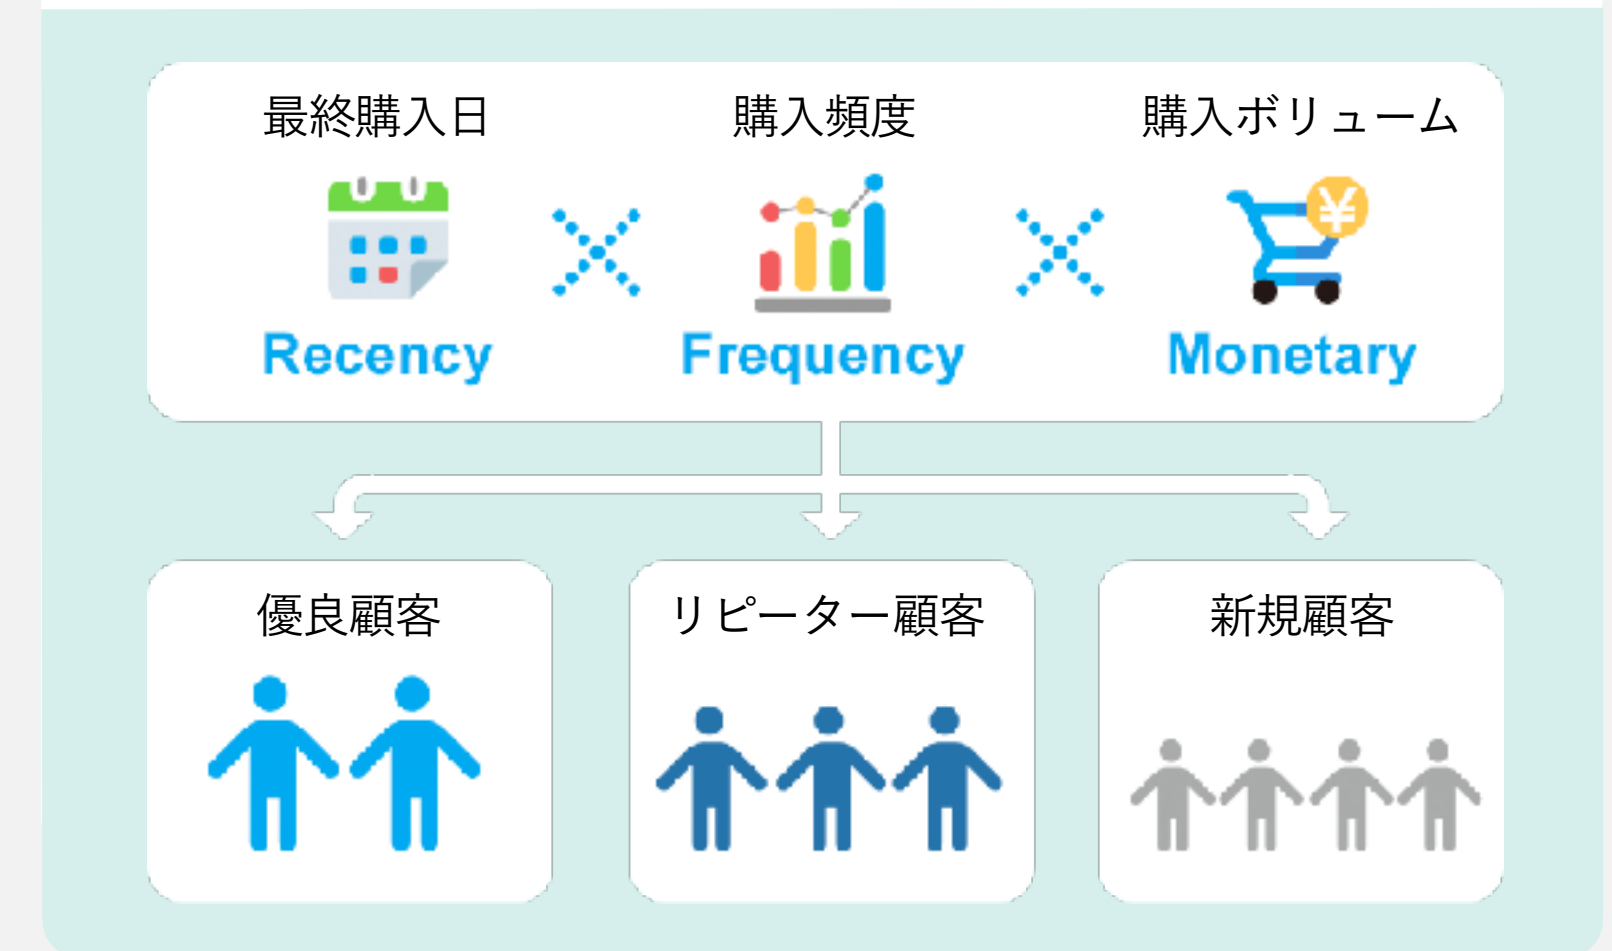 最終購入日
購入頻度
購入ボリューム
¥
Recency
Frequency
Monetary
優良顧客
リピーター顧客
新規顧客